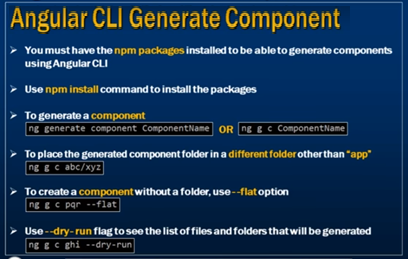 Angular CLI Generate Component
You must have the npm packages installed to be able to generate components
using Angular CLI
Use npm install command to install the packages
To generate a component
ng generate component ComponentName OR ng g c ComponentName
To place the generated component folder in a different folder other than “app”
ng g c abc/xyz
To create a component without a folder, use --flat option
ng g c pqr --flat
Use --dry- run flag to see the list of files and folders that will be generated
ng g c ghi --dry-run